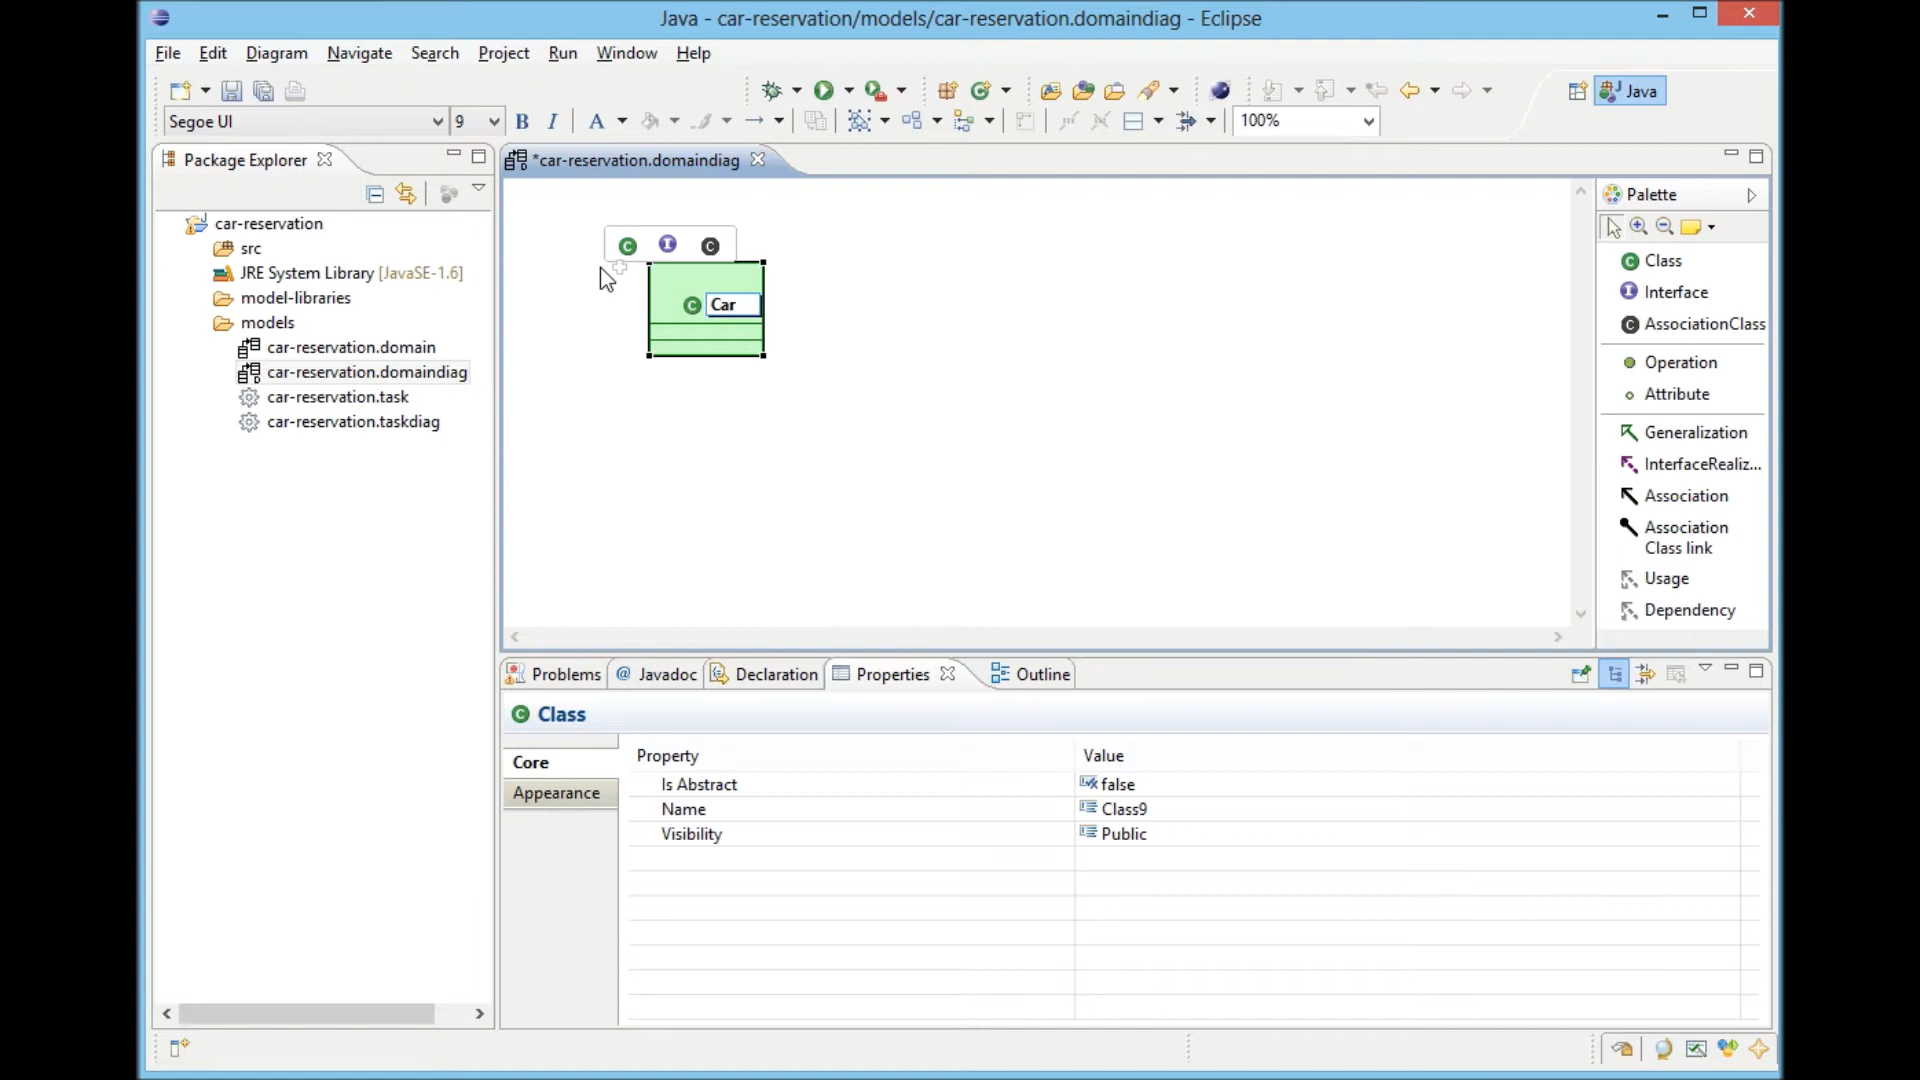 Java - car-reservation/models/car-reservation.domaindiag - Eclipse
File Edit Diagram Navigate Search Project Run Window Help
Java
Segoe UI 9 B I A 100%
Package Explorer
*car-reservation.domaindiag
car-reservation
src
JRE System Library [JavaSE-1.6]
model-libraries
models
car-reservation.domain
car-reservation.domaindiag
car-reservation.task
car-reservation.taskdiag
C I C
C Car
Palette
C Class
I Interface
C AssociationClass
Operation
Attribute
Generalization
InterfaceRealiz...
Association
Association
Class link
Usage
Dependency
Problems @ Javadoc Declaration Properties Outline
C Class
Core
Appearance
Property Value
Is Abstract false
Name Class9
Visibility Public